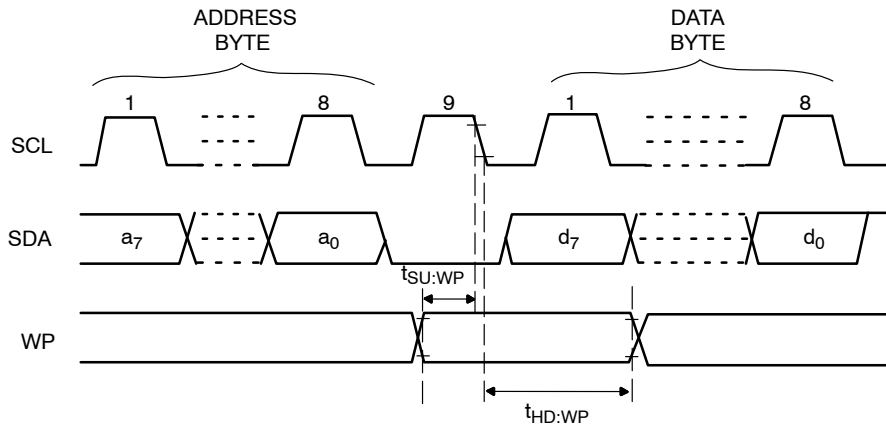 ADDRESS
BYTE
DATA
BYTE
1
8
9
1
8
SCL
SDA
a7
a0
d7
d0
tSU:WP
WP
tHD:WP